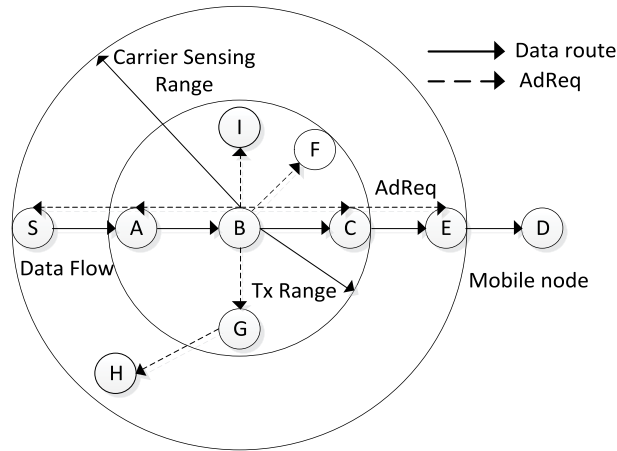 Carrier Sensing
Range
Data route
AdReq
I
F
AdReq
S
A
B
C
E
D
Data Flow
Tx Range
Mobile node
G
H